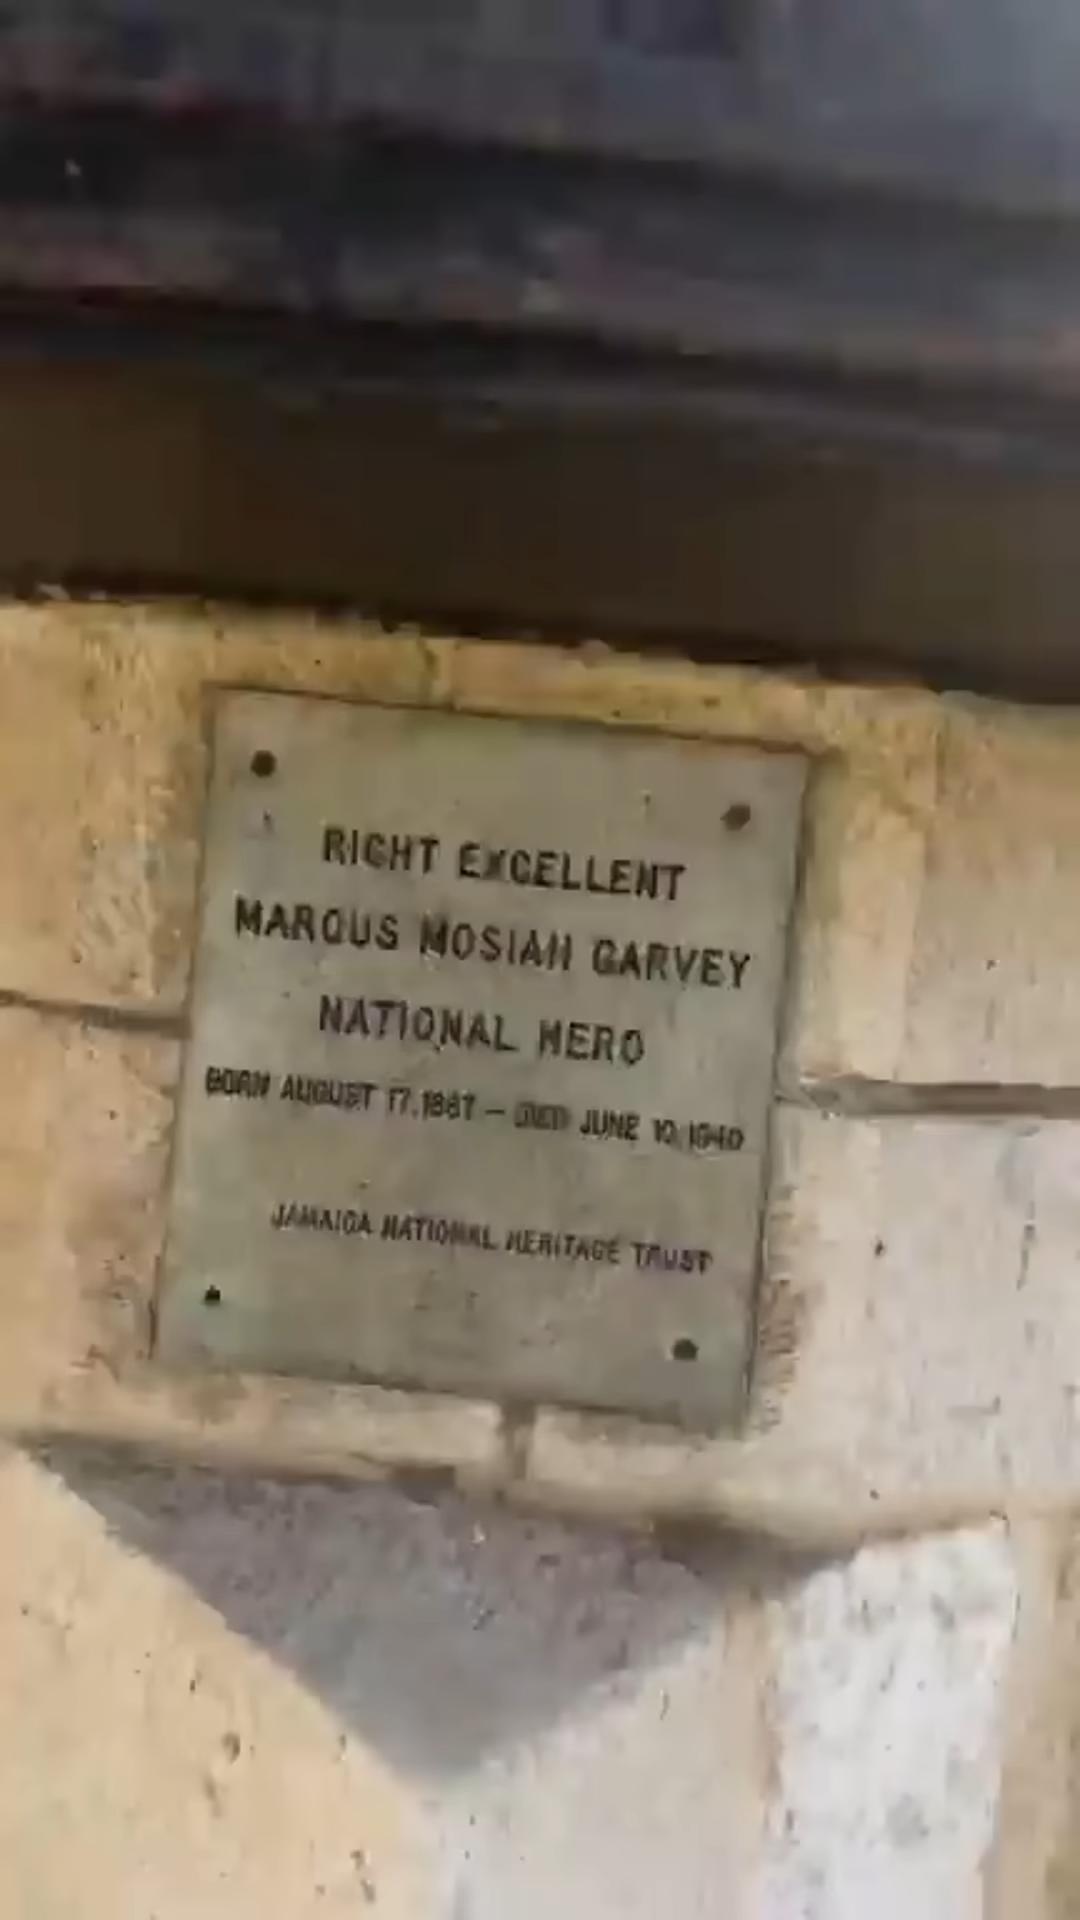 RIGHT EXCELLENT
MARCUS MOSIAH GARVEY
NATIONAL HERO
BORN AUGUST 17, 1887 – DIED JUNE 10, 1940
JAMAICA NATIONAL HERITAGE TRUST